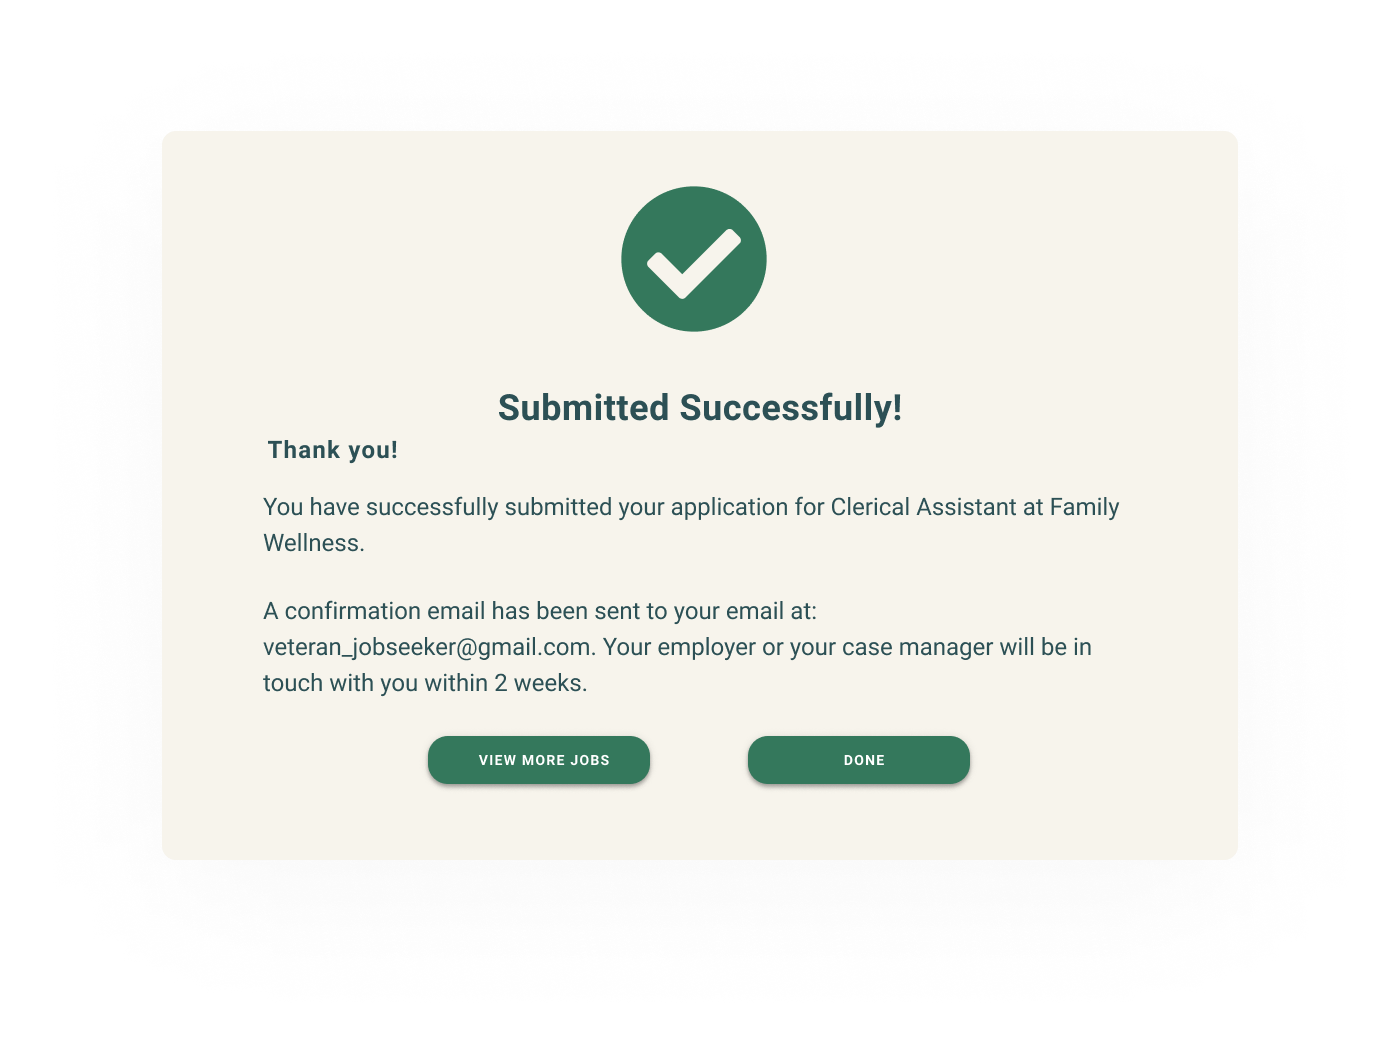 Submitted Successfully!
Thank you!
You have successfully submitted your application for Clerical Assistant at Family
Wellness.
A confirmation email has been sent to your email at:
veteran_jobseeker@gmail.com. Your employer or your case manager will be in
touch with you within 2 weeks.
VIEW MORE JOBS
DONE